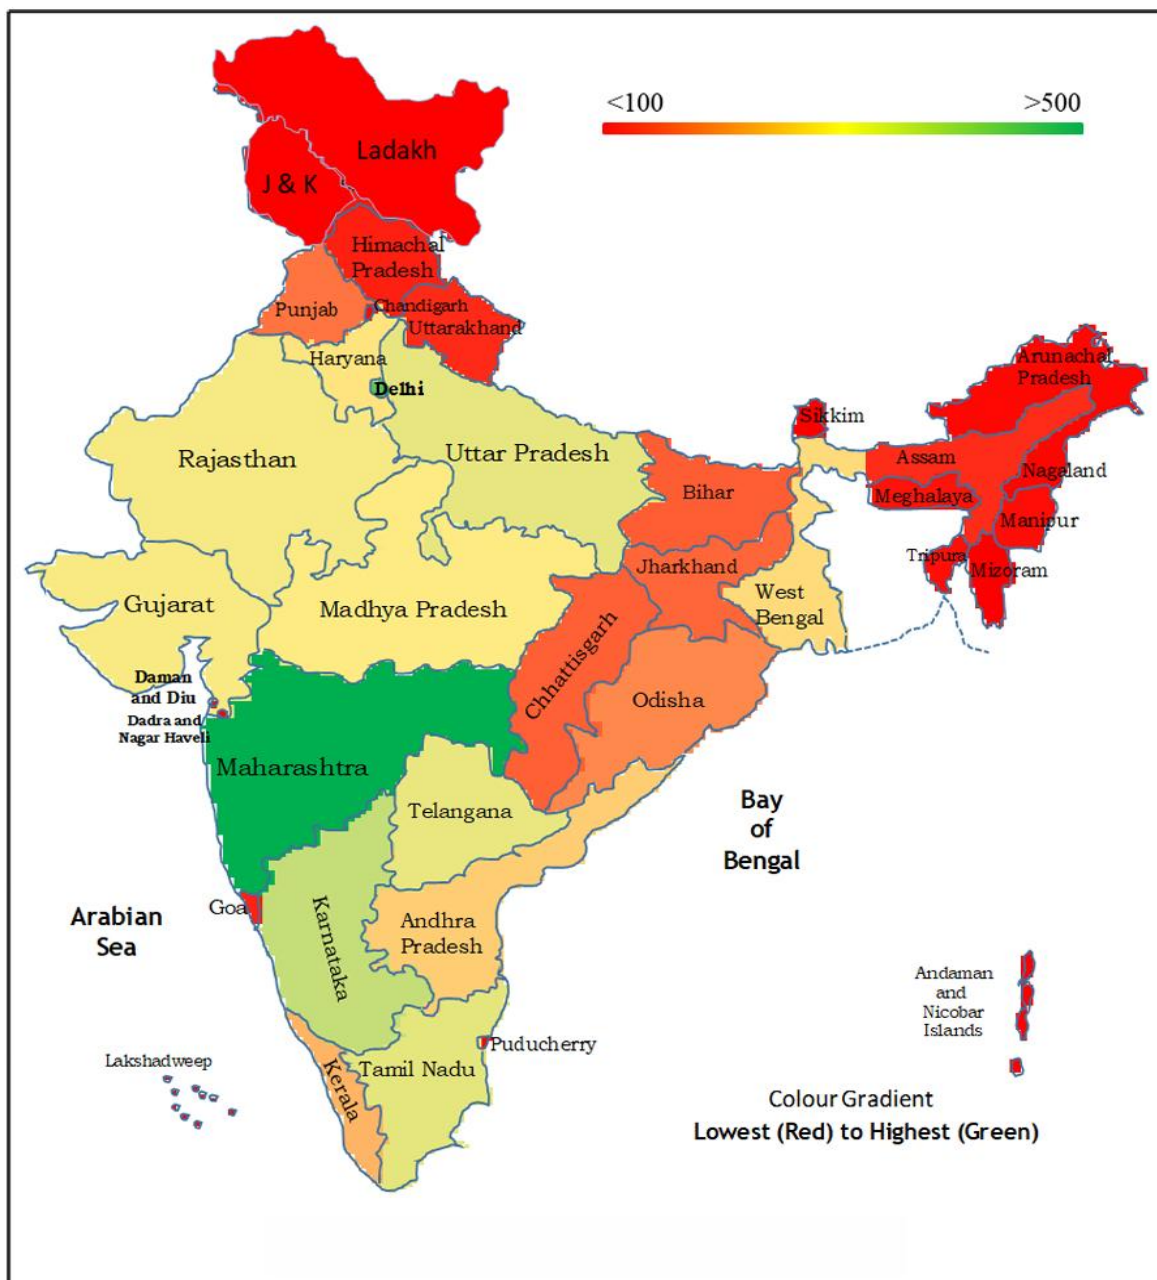 <100 >500
Ladakh
J & K
Himachal
Pradesh
Chandigarh
Punjab
Uttarakhand
Haryana
Delhi
Arunachal
Pradesh
Sikkim
Uttar Pradesh
Rajasthan
Assam
Nagaland
Bihar
Meghalaya
Manipur
Tripura
Mizoram
Jharkhand
West
Bengal
Gujarat
Madhya Pradesh
Chhattisgarh
Daman
and Diu
Dadra and
Nagar Haveli
Odisha
Maharashtra
Telangana
Bay
of
Bengal
Goa
Arabian
Sea
Karnataka
Andhra
Pradesh
Andaman
and
Nicobar
Islands
Puducherry
Lakshadweep
Kerala
Tamil Nadu
Colour Gradient
Lowest (Red) to Highest (Green)